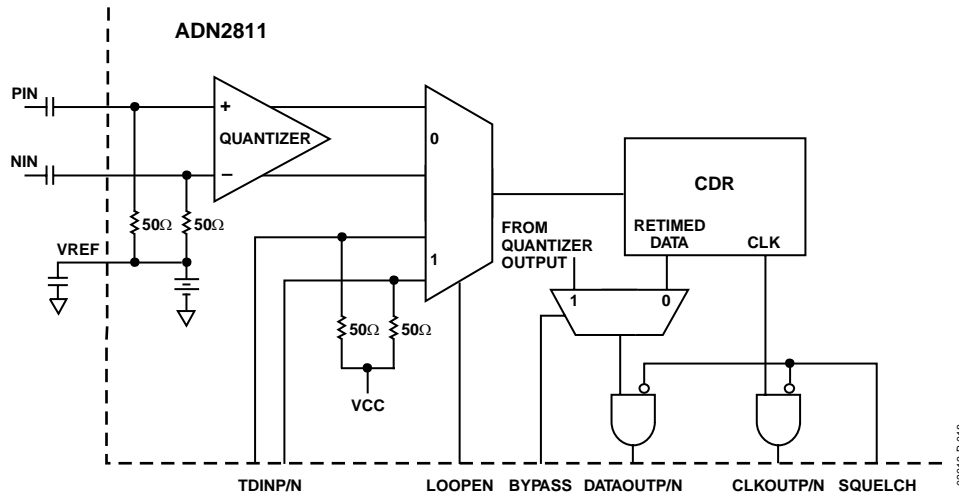 ADN2811
PIN
+
QUANTIZER
0
NIN
−
CDR
50Ω
50Ω
FROM
QUANTIZER
OUTPUT
RETIMED
DATA
CLK
VREF
1
1
0
50Ω
50Ω
VCC
TDINP/N
LOOPEN
BYPASS
DATAOUTP/N
CLKOUTP/N
SQUELCH